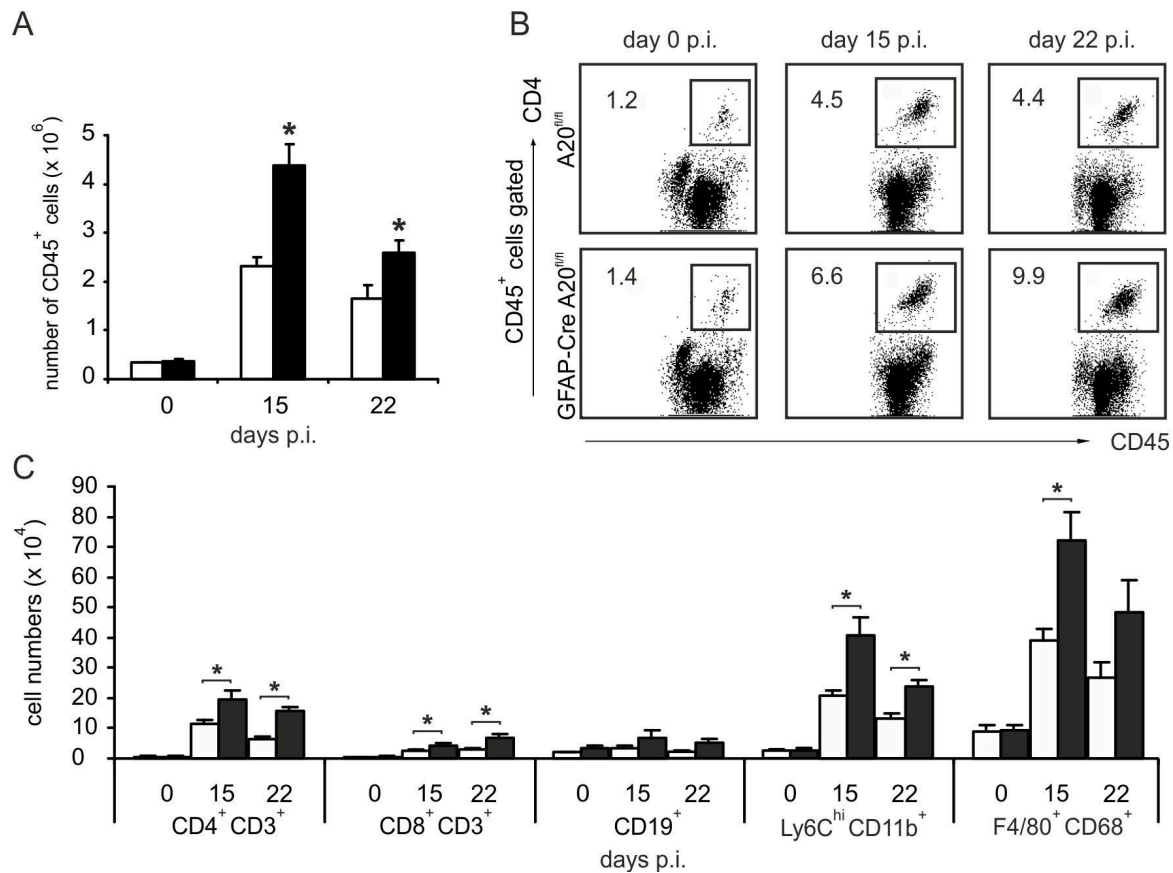 A
number of CD45⁺ cells (x 10⁶)
5
4
3
2
1
0
*
*
0 15 22
days p.i.
B
day 0 p.i. day 15 p.i. day 22 p.i.
CD45⁺ cells gated CD4
A20ᶠˡ/ᶠˡ
1.2 4.5 4.4
GFAP-Cre A20ᶠˡ/ᶠˡ
1.4 6.6 9.9
CD45
C
cell numbers (x 10⁴)
90
80
70
60
50
40
30
20
10
0
* * * * * * *
0 15 22 0 15 22 0 15 22 0 15 22 0 15 22
CD4⁺ CD3⁺ CD8⁺ CD3⁺ CD19⁺ Ly6Cʰⁱ CD11b⁺ F4/80⁺ CD68⁺
days p.i.